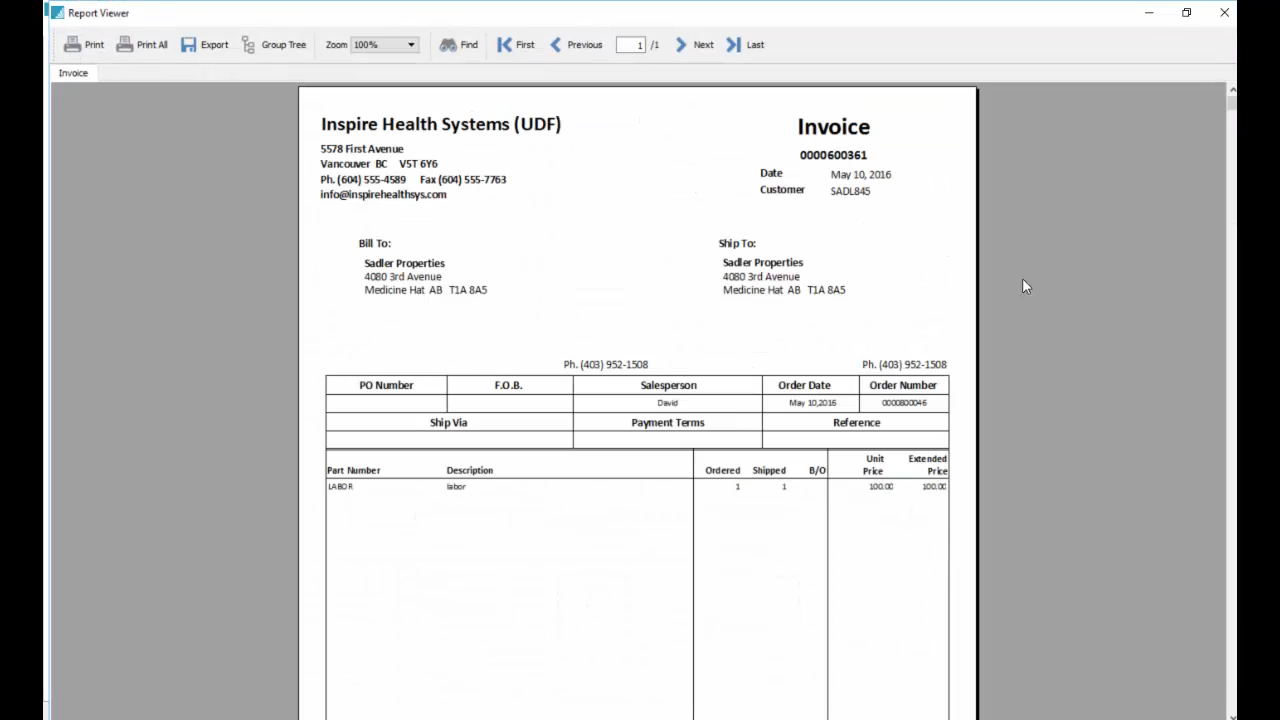 Report Viewer
Print Print All Export Group Tree Zoom 100% Find First Previous 1 /1 Next Last
Invoice
Inspire Health Systems (UDF)
5578 First Avenue
Vancouver BC V5T 6Y6
Ph. (604) 555-4589 Fax (604) 555-7763
info@inspirehealthsys.com
Invoice
0000600361
Date May 10, 2016
Customer SADL845
Bill To:
Sadler Properties
4080 3rd Avenue
Medicine Hat AB T1A 8A5
Ph. (403) 952-1508
Ship To:
Sadler Properties
4080 3rd Avenue
Medicine Hat AB T1A 8A5
Ph. (403) 952-1508
PO Number F.O.B. Salesperson Order Date Order Number
David May 10,2016 0000800046
Ship Via Payment Terms Reference
Part Number Description Ordered Shipped B/O Unit Price Extended Price
LABOR labor 1 1 100.00 100.00